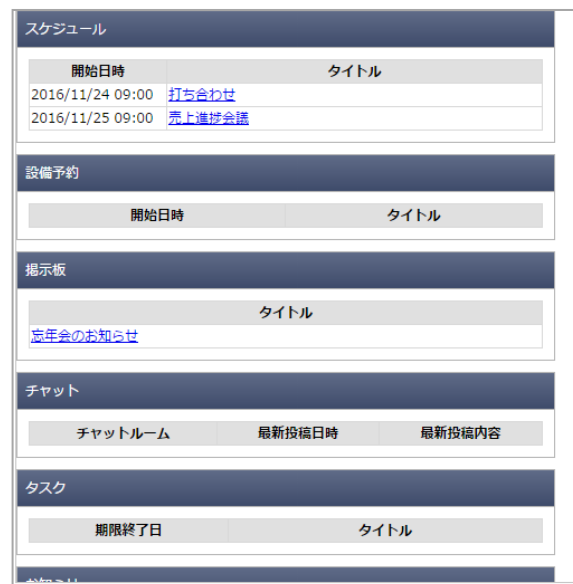 スケジュール
開始日時 タイトル
2016/11/24 09:00 打ち合わせ
2016/11/25 09:00 売上進捗会議
設備予約
開始日時 タイトル
掲示板
タイトル
忘年会のお知らせ
チャット
チャットルーム 最新投稿日時 最新投稿内容
タスク
期限終了日 タイトル